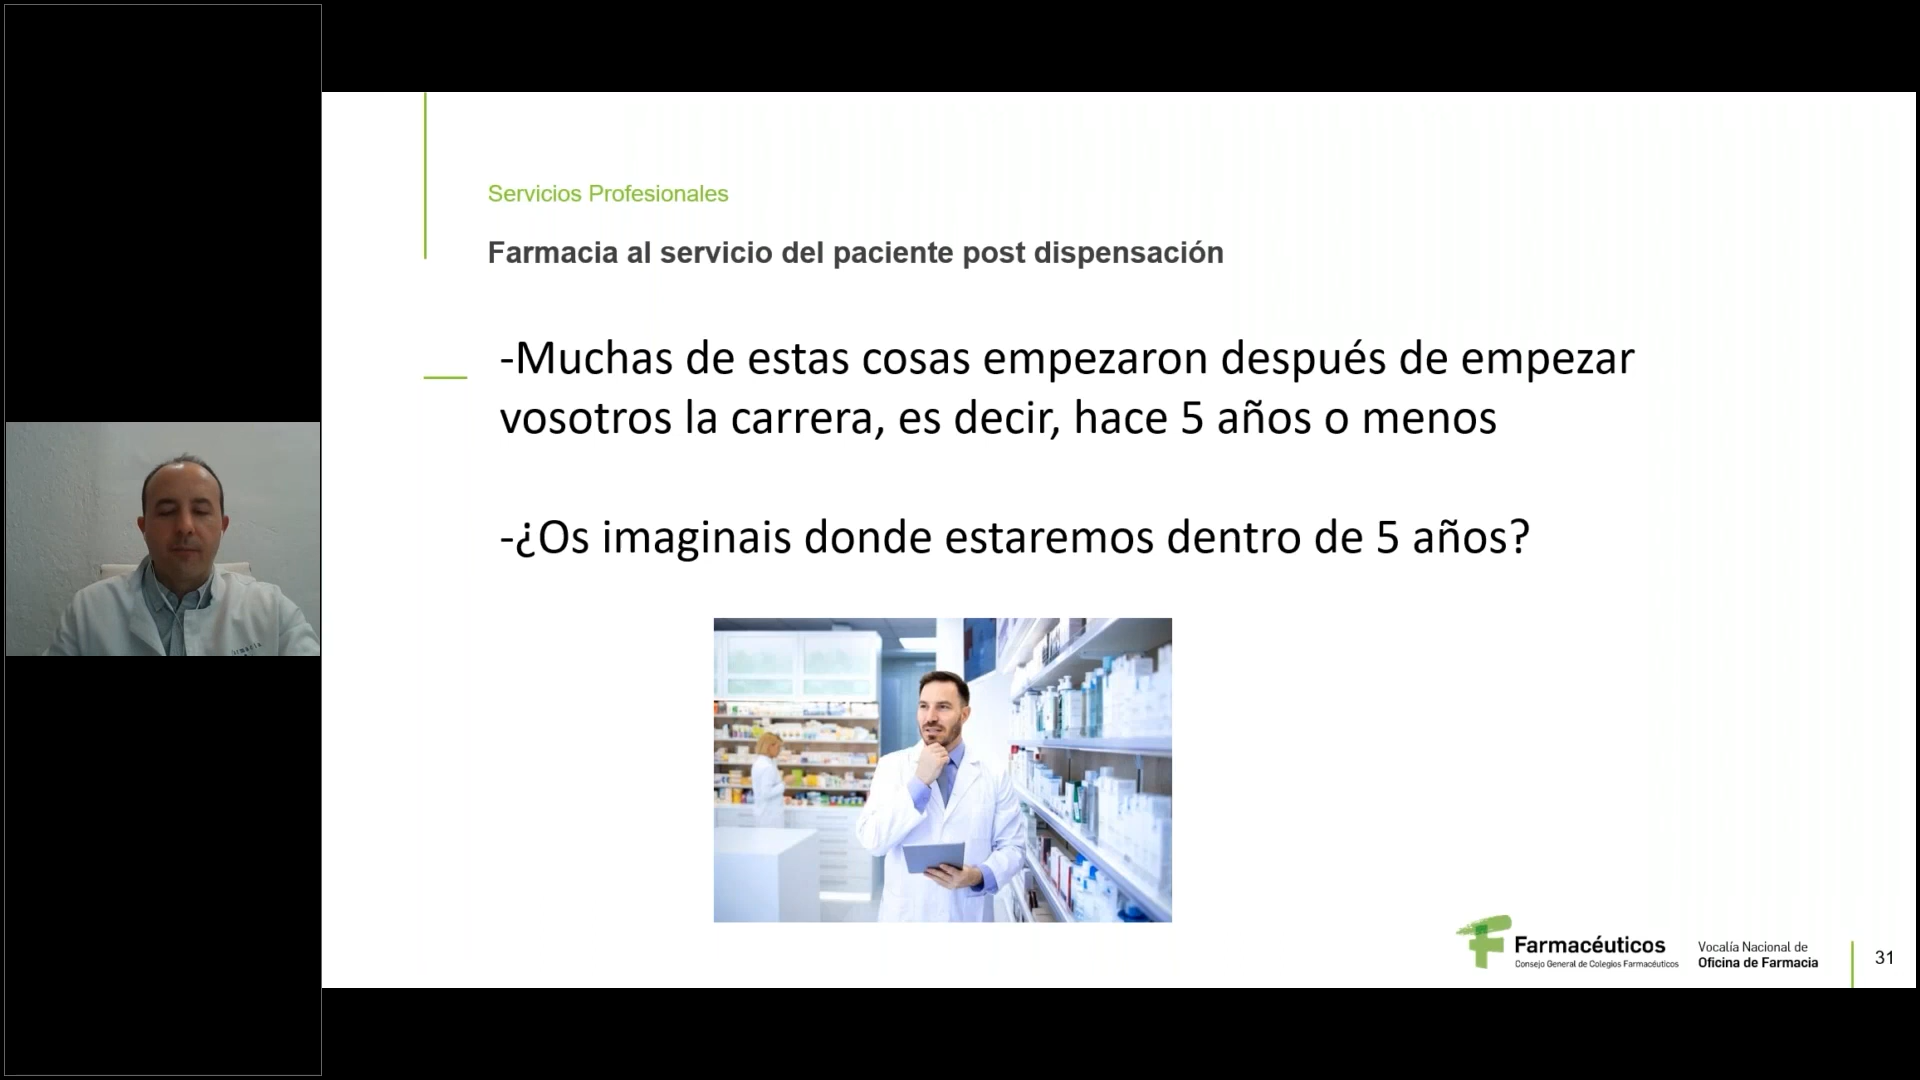 Servicios Profesionales
Farmacia al servicio del paciente post dispensación
-Muchas de estas cosas empezaron después de empezar
vosotros la carrera, es decir, hace 5 años o menos
-¿Os imaginais donde estaremos dentro de 5 años?
Farmacéuticos
Consejo General de Colegios Farmacéuticos
Vocalía Nacional de
Oficina de Farmacia
31